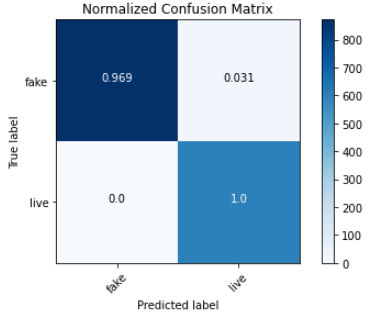 Normalized Confusion Matrix
fake
0.969
0.031
live
0.0
1.0
True label
fake
live
Predicted label
800
700
600
500
400
300
200
100
0